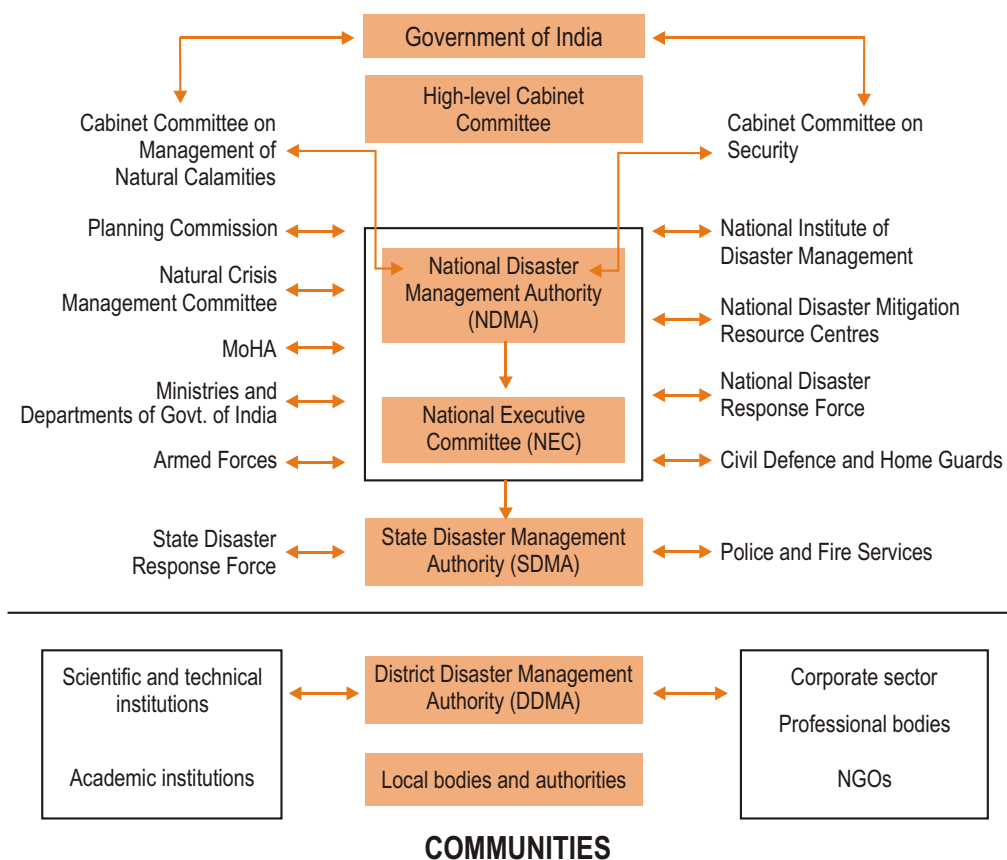 Government of India
High-level Cabinet
Committee
Cabinet Committee on
Management of
Natural Calamities
Cabinet Committee on
Security
Planning Commission
National Institute of
Disaster Management
National Disaster
Management Authority
(NDMA)
Natural Crisis
Management Committee
National Disaster Mitigation
Resource Centres
MoHA
Ministries and
Departments of Govt. of India
National Disaster
Response Force
National Executive
Committee (NEC)
Armed Forces
Civil Defence and Home Guards
State Disaster
Response Force
State Disaster Management
Authority (SDMA)
Police and Fire Services
Scientific and technical
institutions
Academic institutions
District Disaster Management
Authority (DDMA)
Local bodies and authorities
Corporate sector
Professional bodies
NGOs
COMMUNITIES